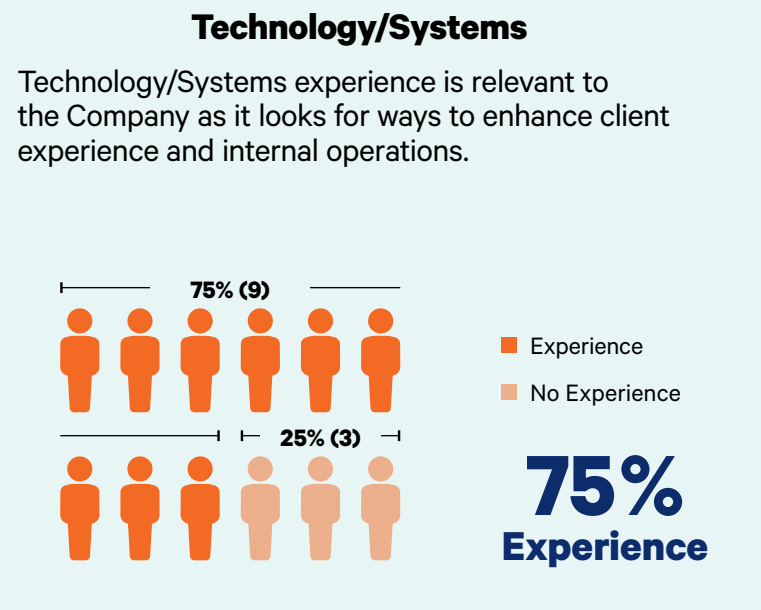 Technology/Systems
Technology/Systems experience is relevant to
the Company as it looks for ways to enhance client
experience and internal operations.
75% (9)
25% (3)
Experience
No Experience
75%
Experience